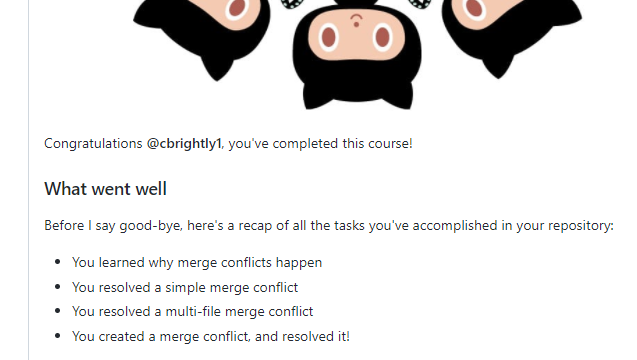 Congratulations @cbrightly1, you've completed this course!
What went well
Before I say good-bye, here's a recap of all the tasks you've accomplished in your repository:
• You learned why merge conflicts happen
• You resolved a simple merge conflict
• You resolved a multi-file merge conflict
• You created a merge conflict, and resolved it!